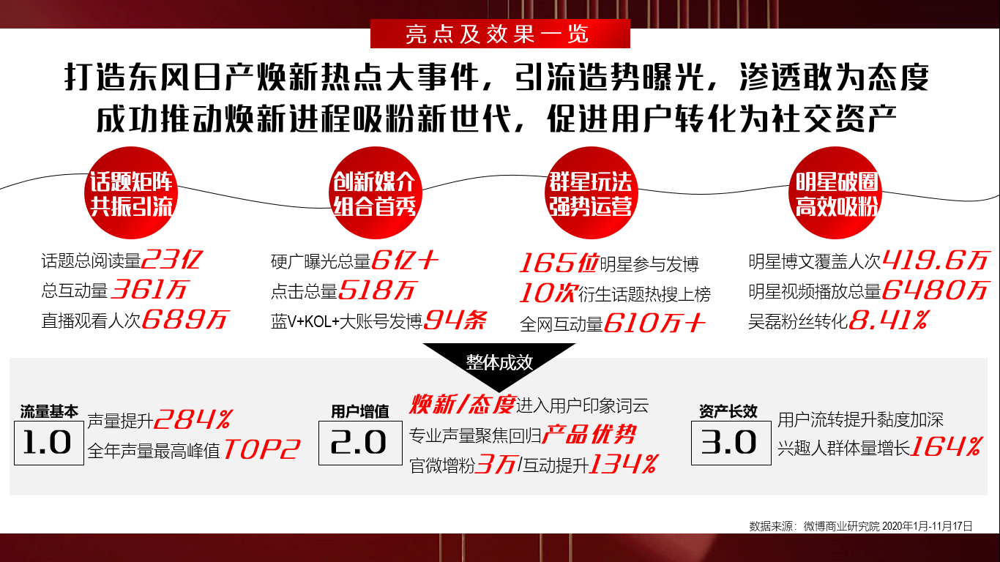 亮点及效果一览
打造东风日产焕新热点大事件，引流造势曝光，渗透敢为态度
成功推动焕新进程吸粉新世代，促进用户转化为社交资产
话题矩阵
共振引流
话题总阅读量23亿
总互动量361万
直播观看人次689万
创新媒介
组合首秀
硬广曝光总量6亿+
点击总量518万
蓝V+KOL+大账号发博94条
群星玩法
强势运营
165位明星参与发博
10次衍生话题热搜上榜
全网互动量610万+
明星破圈
高效吸粉
明星博文覆盖人次419.6万
明星视频播放总量6480万
吴磊粉丝转化8.41%
整体成效
流量基本
1.0
声量提升284%
全年声量最高峰值TOP2
用户增值
2.0
焕新/态度进入用户印象词云
专业声量聚焦回归产品优势
官微增粉3万/互动提升134%
资产长效
3.0
用户流转提升黏度加深
兴趣人群体量增长164%
数据来源：微博商业研究院 2020年1月-11月17日